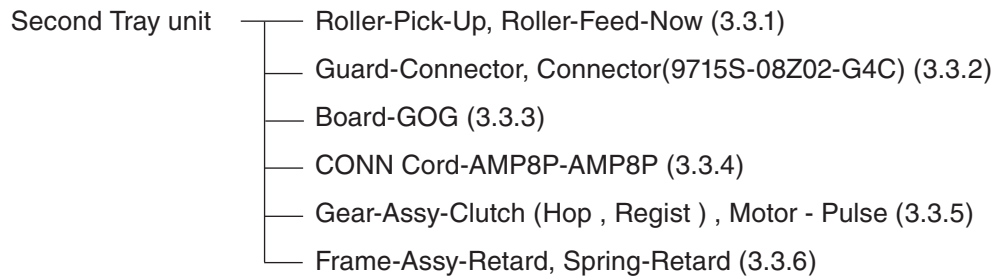 Second Tray unit Roller-Pick-Up, Roller-Feed-Now (3.3.1)
Guard-Connector, Connector(9715S-08Z02-G4C) (3.3.2)
Board-GOG (3.3.3)
CONN Cord-AMP8P-AMP8P (3.3.4)
Gear-Assy-Clutch (Hop , Regist ) , Motor - Pulse (3.3.5)
Frame-Assy-Retard, Spring-Retard (3.3.6)